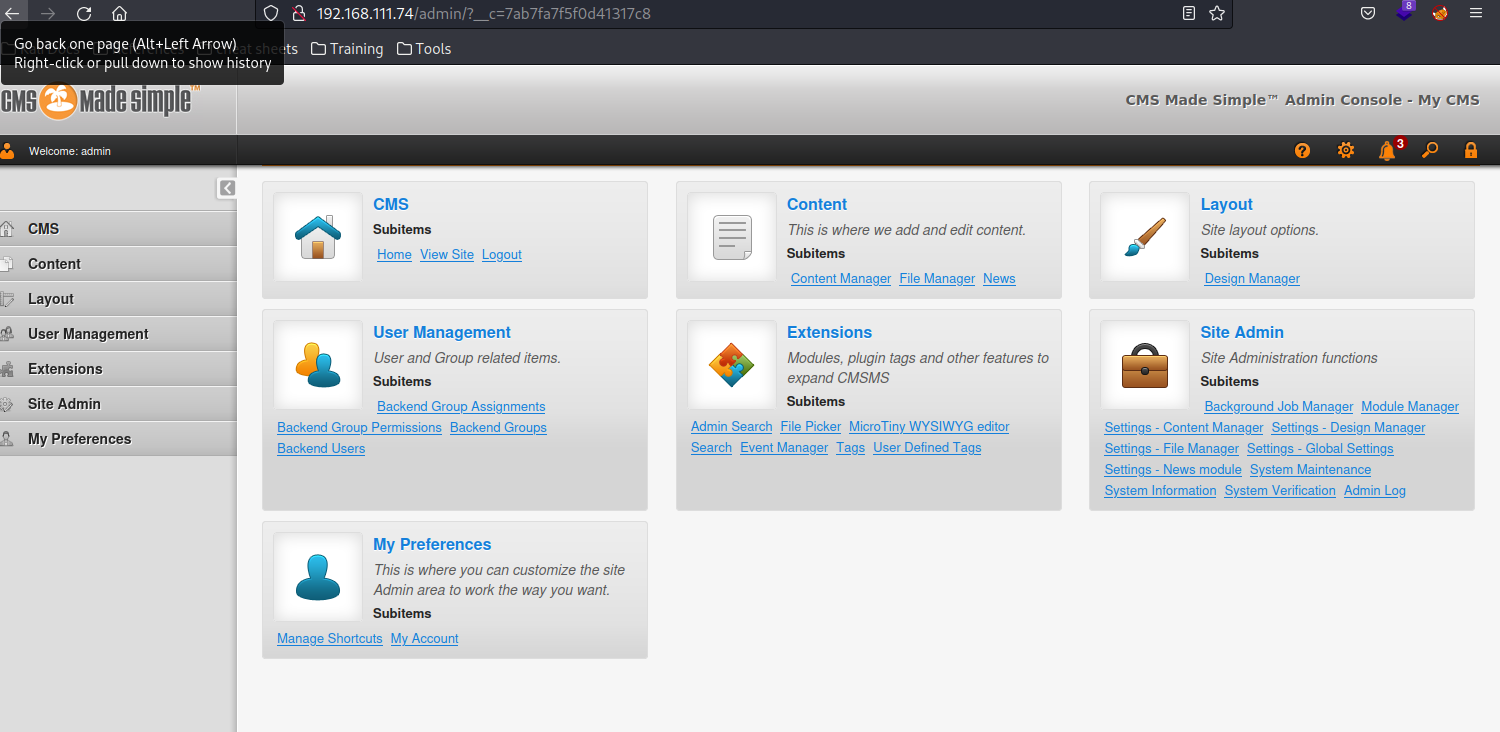 192.168.111.74/admin/?__c=7ab7fa7f5f0d41317c8
8
Go back one page (Alt+Left Arrow)
Right-click or pull down to show history
sheets Training Tools
CMS made simple™
CMS Made Simple™ Admin Console - My CMS
Welcome: admin
3
CMS
Content
Layout
User Management
Extensions
Site Admin
My Preferences
CMS
Subitems
Home View Site Logout
Content
This is where we add and edit content.
Subitems
Content Manager File Manager News
Layout
Site layout options.
Subitems
Design Manager
User Management
User and Group related items.
Subitems
Backend Group Assignments
Backend Group Permissions Backend Groups
Backend Users
Extensions
Modules, plugin tags and other features to
expand CMSMS
Subitems
Admin Search File Picker MicroTiny WYSIWYG editor
Search Event Manager Tags User Defined Tags
Site Admin
Site Administration functions
Subitems
Background Job Manager Module Manager
Settings - Content Manager Settings - Design Manager
Settings - File Manager Settings - Global Settings
Settings - News module System Maintenance
System Information System Verification Admin Log
My Preferences
This is where you can customize the site
Admin area to work the way you want.
Subitems
Manage Shortcuts My Account